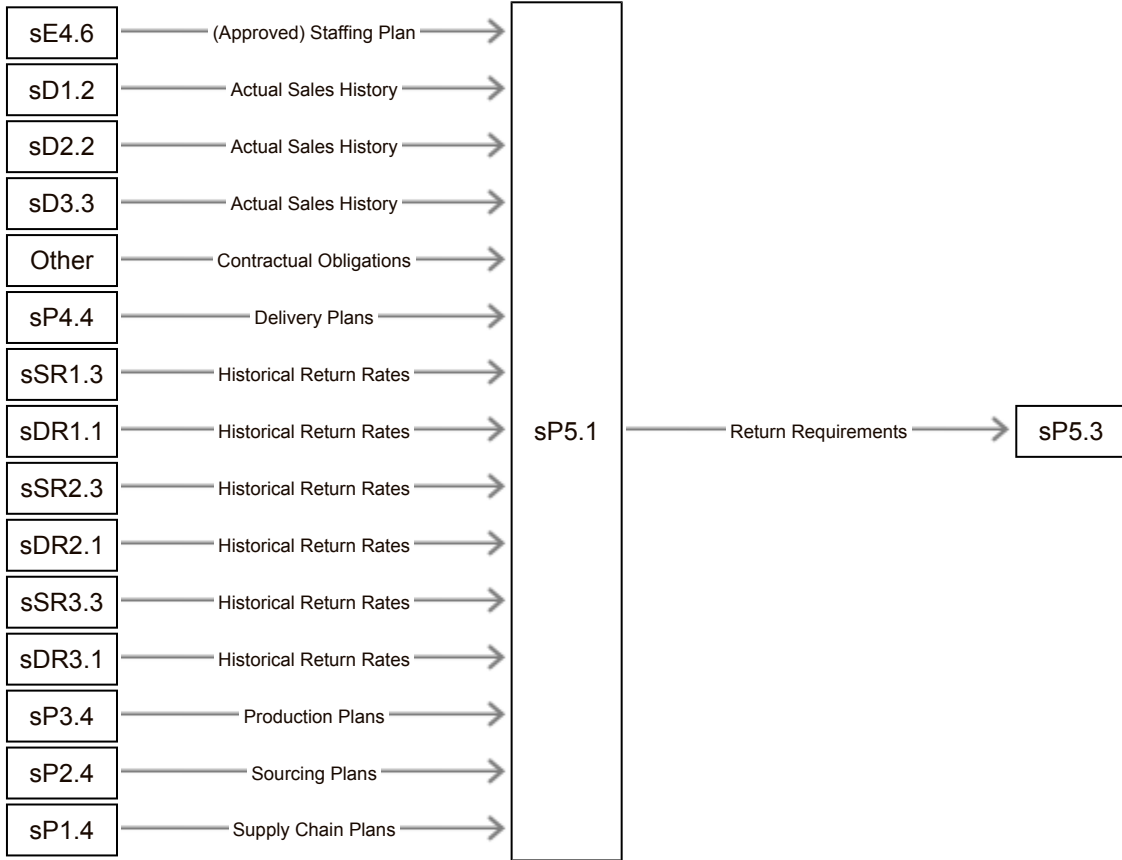 sE4.6 (Approved) Staffing Plan
sD1.2 Actual Sales History
sD2.2 Actual Sales History
sD3.3 Actual Sales History
Other Contractual Obligations
sP4.4 Delivery Plans
sSR1.3 Historical Return Rates
sDR1.1 Historical Return Rates sP5.1 Return Requirements sP5.3
sSR2.3 Historical Return Rates
sDR2.1 Historical Return Rates
sSR3.3 Historical Return Rates
sDR3.1 Historical Return Rates
sP3.4 Production Plans
sP2.4 Sourcing Plans
sP1.4 Supply Chain Plans